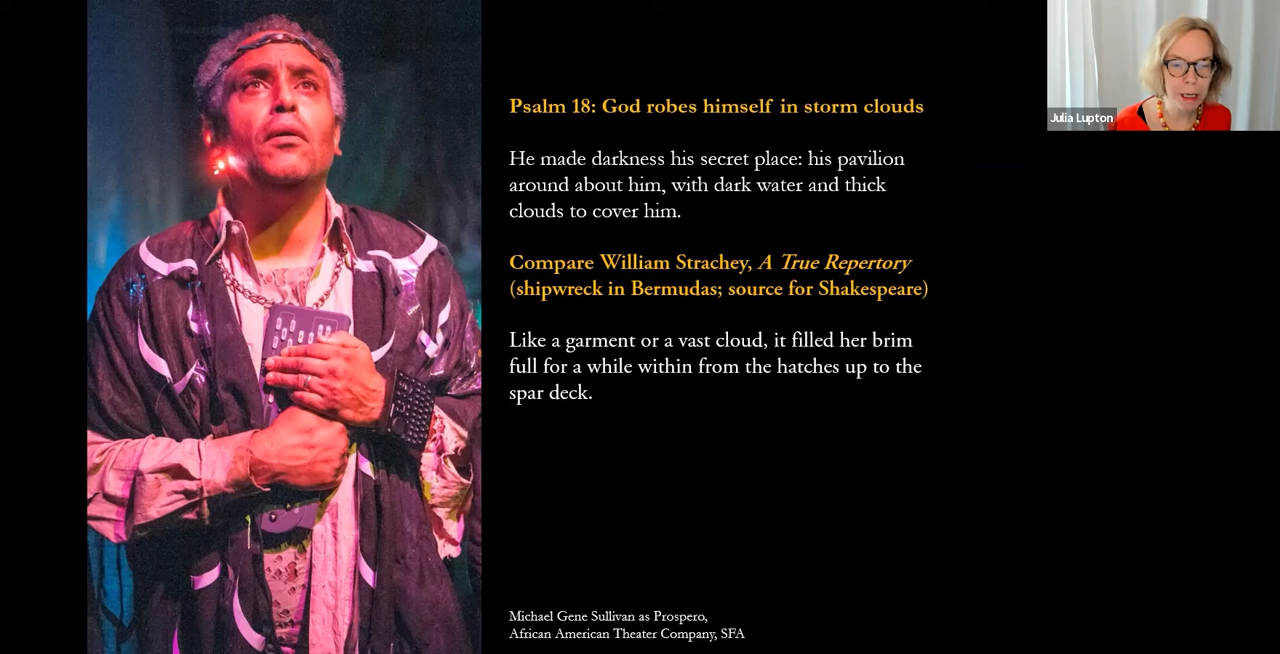 Psalm 18: God robes himself in storm clouds
He made darkness his secret place: his pavilion
around about him, with dark water and thick
clouds to cover him.
Compare William Strachey, A True Repertory
(shipwreck in Bermudas; source for Shakespeare)
Like a garment or a vast cloud, it filled her brim
full for a while within from the hatches up to the
spar deck.
Michael Gene Sullivan as Prospero,
African American Theater Company, SFA
Julia Lupton